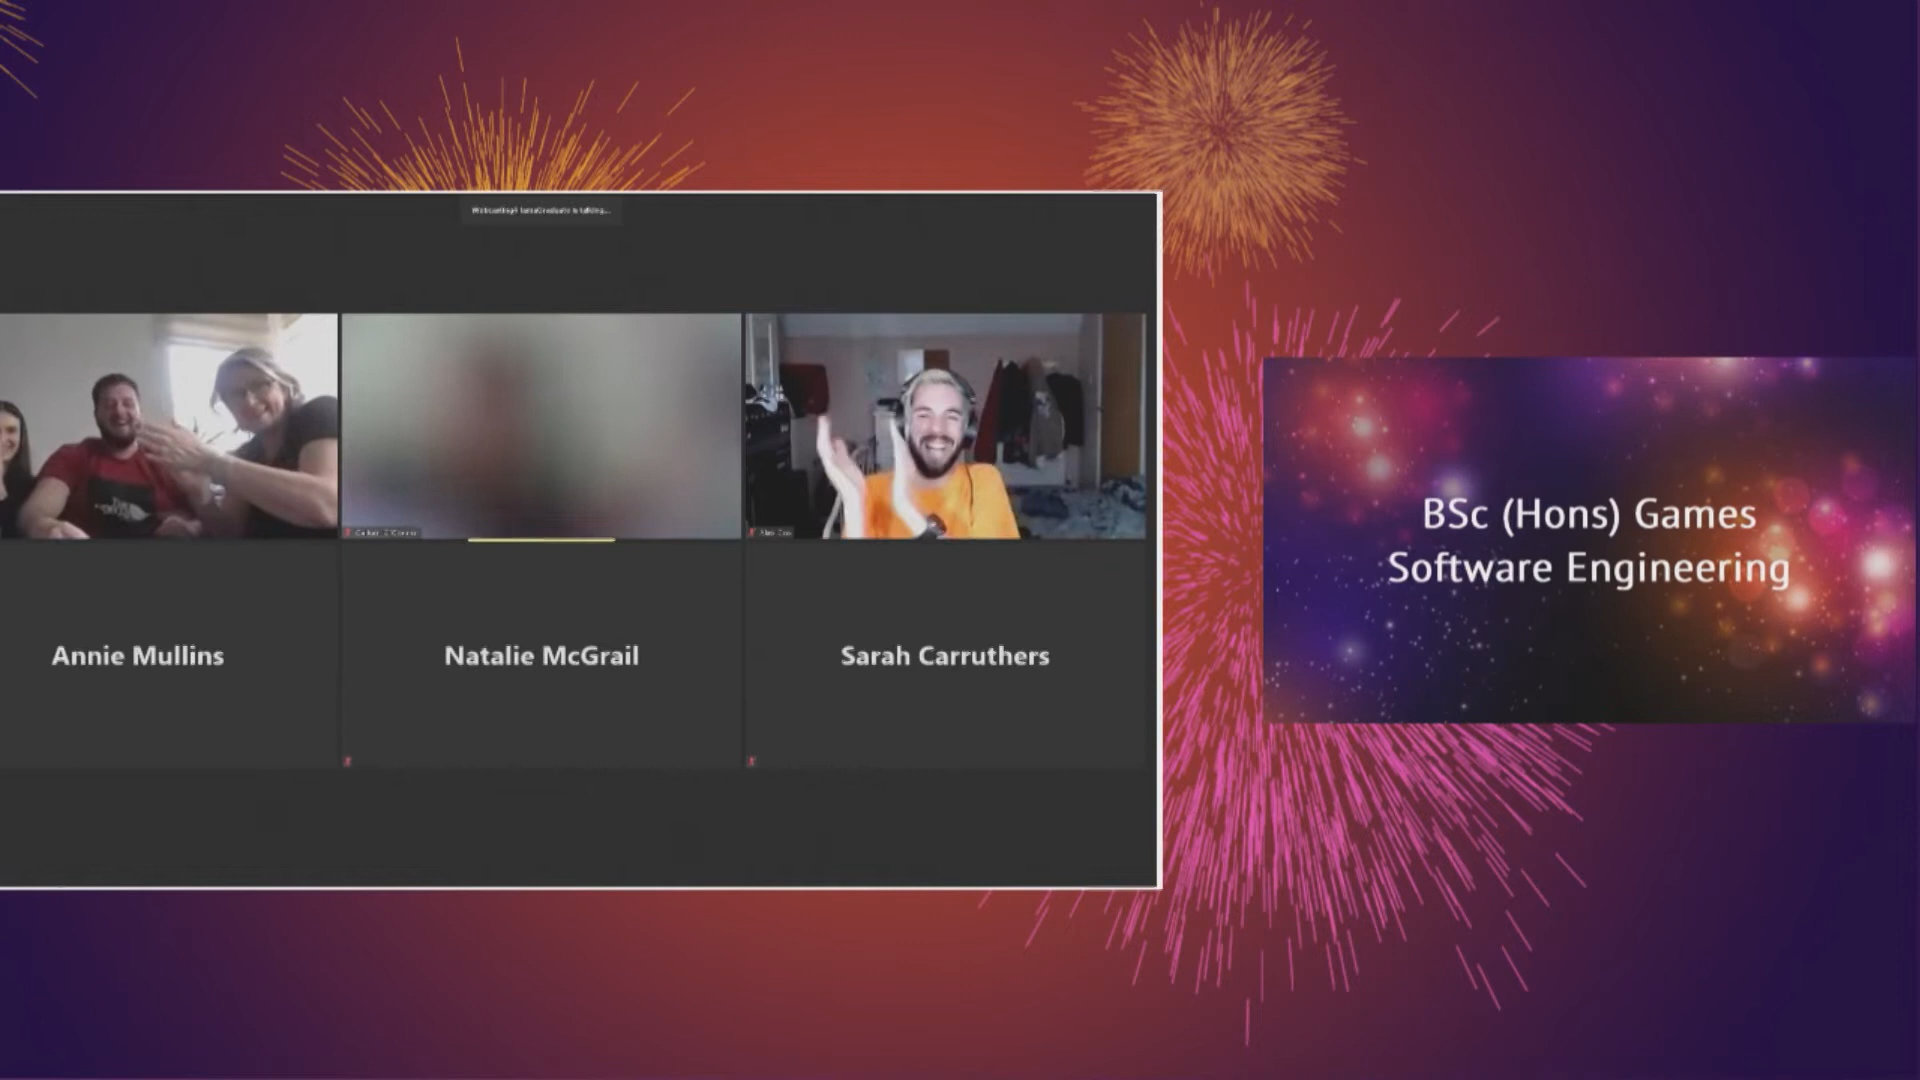 Annie Mullins
Natalie McGrail
Sarah Carruthers
BSc (Hons) Games
Software Engineering